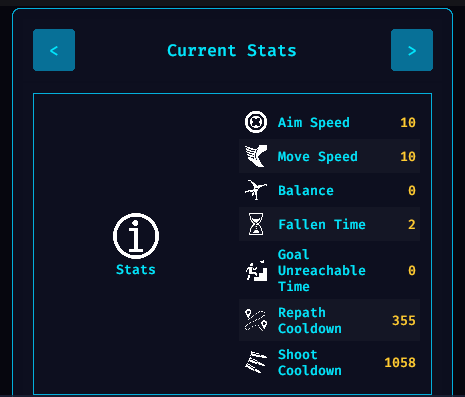 <
Current Stats
>
Stats
Aim Speed 10
Move Speed 10
Balance 0
Fallen Time 2
Goal
Unreachable 0
Time
Repath
Cooldown 355
Shoot
Cooldown 1058